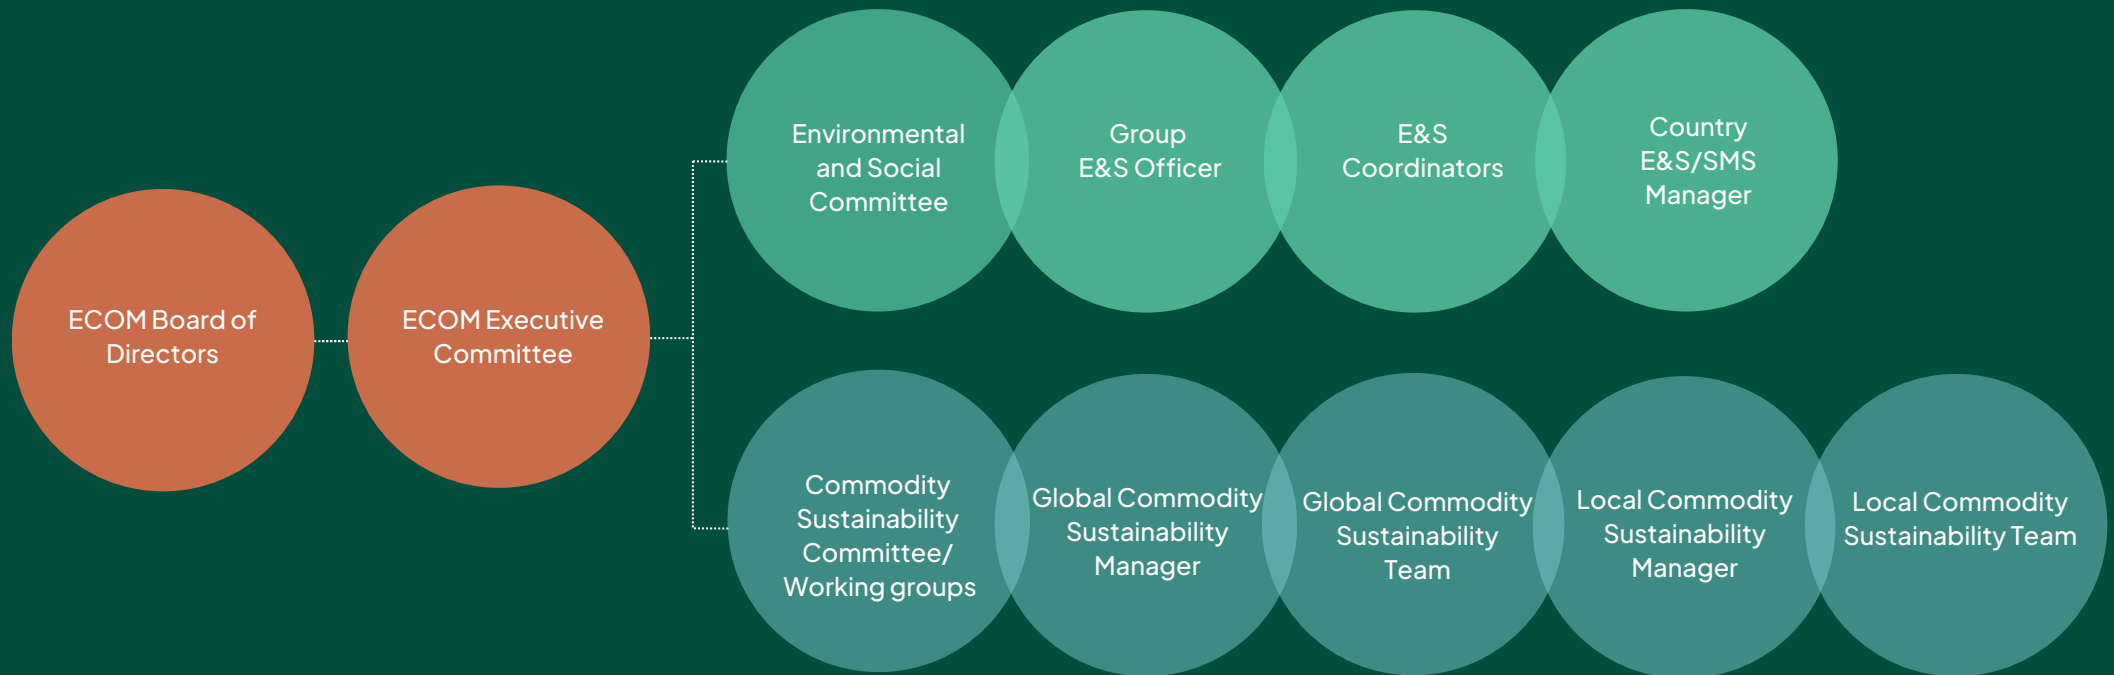 ECOM Board of
Directors
ECOM Executive
Committee
Environmental
and Social
Committee
Group
E&S Officer
E&S
Coordinators
Country
E&S/SMS
Manager
Commodity
Sustainability
Committee/
Working groups
Global Commodity
Sustainability
Manager
Global Commodity
Sustainability
Team
Local Commodity
Sustainability
Manager
Local Commodity
Sustainability Team